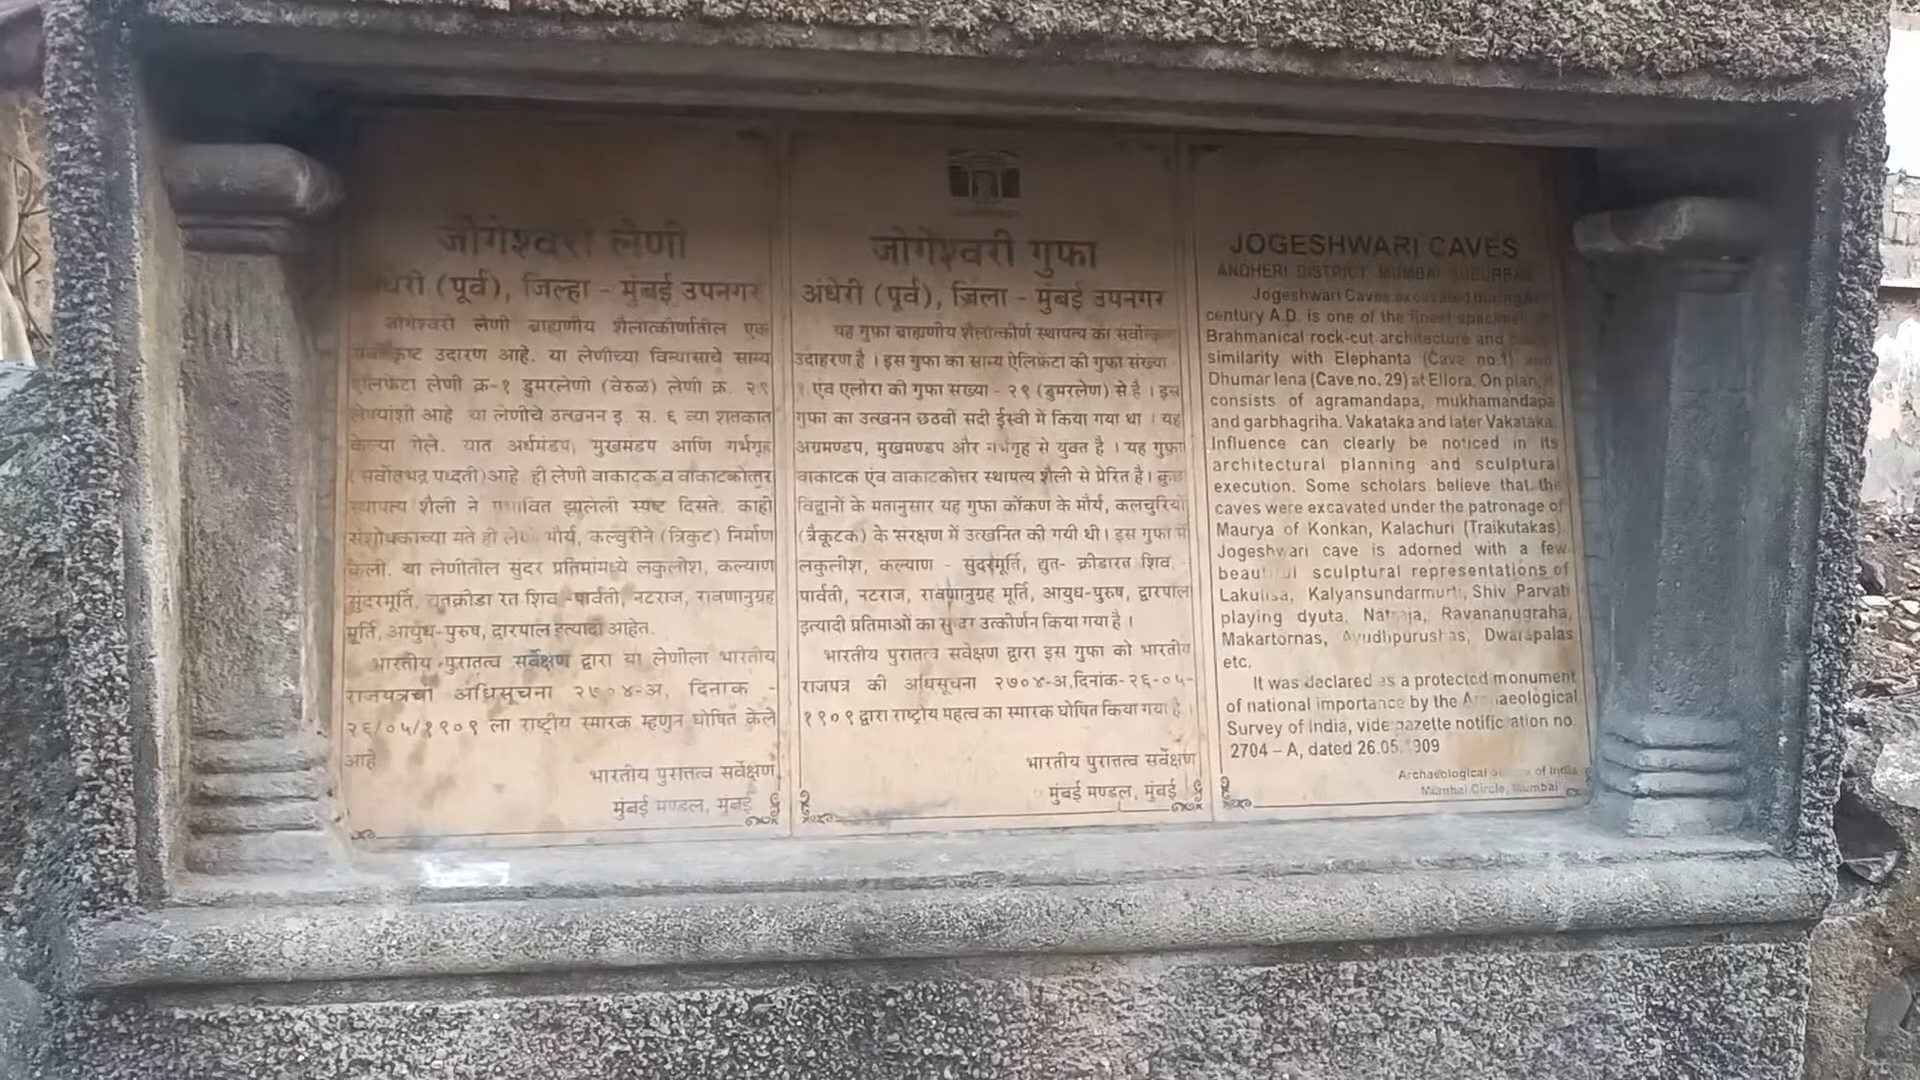 जोगेश्वरी लेणी
(पूर्व), जिल्हा - मुंबई उपनगर
जोगेश्वरी लेणी ब्राह्मणीय शैलोत्कीर्णातील एक
उदारण आहे. या लेणीच्या विन्यासाचे साम्य
लेणी क्र-१ डुमरलेणी (वेरुळ) लेणी क्र. २९
आहे या लेणीचे उत्खनन इ. स. ६ व्या शतकात
केल्या गेले. यात अर्धमंडप, मुखमंडप आणि गर्भगृह
(सर्वोतभद्र पध्दती) आहे. ही लेणी वाकाटक व वाकाटकोत्तर
स्थापत्य शैली ने झालेली स्पष्ट दिसते. काही
मते ही मौर्य, कल्चुरीने (त्रिकुट) निर्माण
केली. या लेणीतील सुंदर प्रतिमांमध्ये लकुलीश, कल्याण
सुंदरमूर्ति, द्युतक्रीडा रत शिव -पार्वती, नटराज, रावणानुग्रह
मूर्ति, आयुध-पुरुष, द्वारपाल इत्यादी आहेत.
भारतीय पुरातत्व सर्वेक्षण द्वारा या लेणीला भारतीय
राजपत्रची अधिसूचना २७०४-अ, दिनाक -
२६/०५/१९०९ ला राष्ट्रीय स्मारक म्हणुन घोषित केले
आहे
भारतीय पुरातत्व सर्वेक्षण
मुंबई मण्डल, मुंबई
जोगेश्वरी गुफा
अंधेरी (पूर्व), जिला - मुंबई उपनगर
यह गुफा ब्राह्मणीय शैलोत्कीर्ण स्थापत्य का
उदाहरण है । इस गुफा का साम्य ऐलिफेंटा की गुफा संख्या
एंव एलोरा की गुफा संख्या - २९ (डुमरलेण) से है । इस
गुफा का उत्खनन छठवीं सदी ईस्वी में किया गया था । यह
अग्रमण्डप, मुखमण्डप और गर्भगृह से युक्त है । यह गुफा
वाकाटक एंव वाकाटकोत्तर स्थापत्य शैली से प्रेरित है। कुछ
विद्वानों के मतानुसार यह गुफा कोंकण के मौर्य, कलचुरियों
(त्रैकूटक) के संरक्षण में उत्खनित की गयी थी। इस गुफा में
लकुलीश, कल्याण - सुंदरमूर्ति, द्युत- क्रीडारत शिव -
पार्वती, नटराज, रावणानुग्रह मूर्ति, आयुध-पुरुष, द्वारपाल
इत्यादी प्रतिमाओं का सुंदर उत्कीर्णन किया गया है ।
भारतीय पुरातत्व सर्वेक्षण द्वारा इस गुफा को भारतीय
राजपत्र की अधिसूचना २७०४-अ,दिनांक-२६-०५-
१९०९ द्वारा राष्ट्रीय महत्व का स्मारक घोषित किया गया है ।
भारतीय पुरातत्व सर्वेक्षण
मुंबई मण्डल, मुंबई
JOGESHWARI CAVES
ANDHERI DISTRICT, MUMBAI SUBURBAN
Jogeshwari Caves excavated during
century A.D. is one of the finest specimen
Brahmanical rock-cut architecture and
similarity with Elephanta (Cave no.1) and
Dhumar lena (Cave no. 29) at Ellora. On plan,
consists of agramandapa, mukhamandapa
and garbhagriha. Vakataka and later Vakataka
Influence can clearly be noticed in its
architectural planning and sculptural
execution. Some scholars believe that the
caves were excavated under the patronage of
Maurya of Konkan, Kalachuri (Traikutakas).
Jogeshwari cave is adorned with a few
beautiful sculptural representations of
Lakulisa, Kalyansundarmurti, Shiv Parvati
playing dyuta, Natraja, Ravananugraha,
Makartornas, Ayudhpurushas, Dwarapalas
etc.
It was declared as a protected monument
of national importance by the Archaeological
Survey of India, vide gazette notification no.
2704 – A, dated 26.05.1909
Archaeological Survey of India
Mumbai Circle, Mumbai